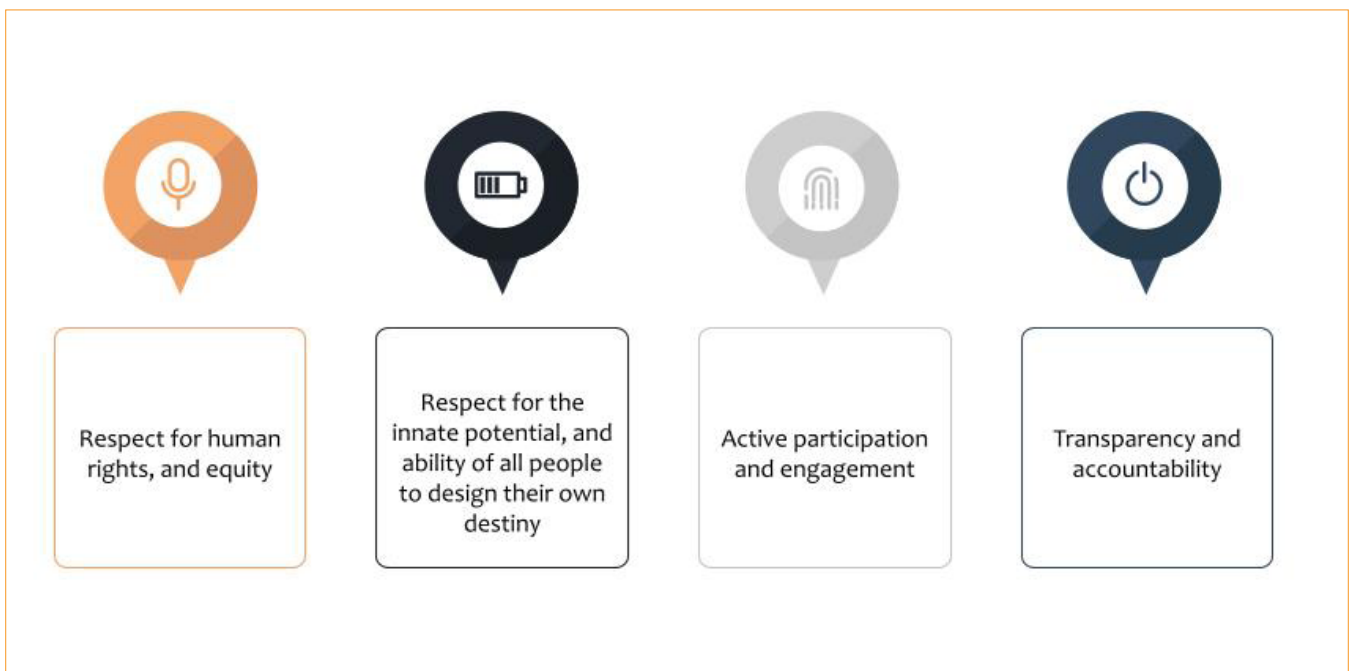 Respect for human
rights, and equity
Respect for the
innate potential, and
ability of all people
to design their own
destiny
Active participation
and engagement
Transparency and
accountability